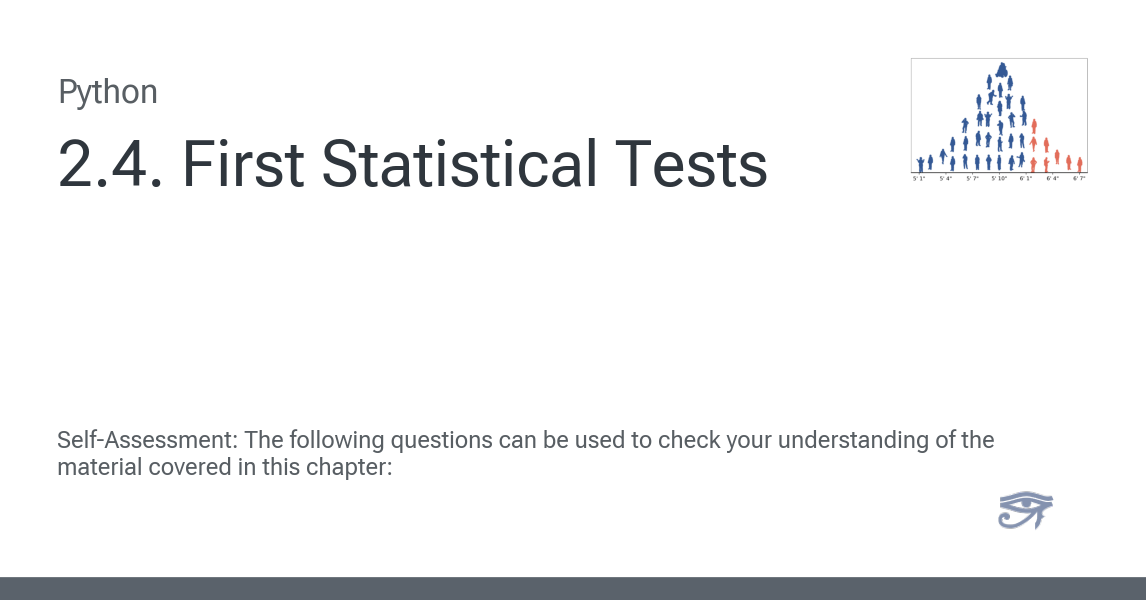 Python
2.4. First Statistical Tests
5' 1" 5' 4" 5' 7" 5' 10" 6' 1" 6' 4" 6' 7"
Self-Assessment: The following questions can be used to check your understanding of the
material covered in this chapter: